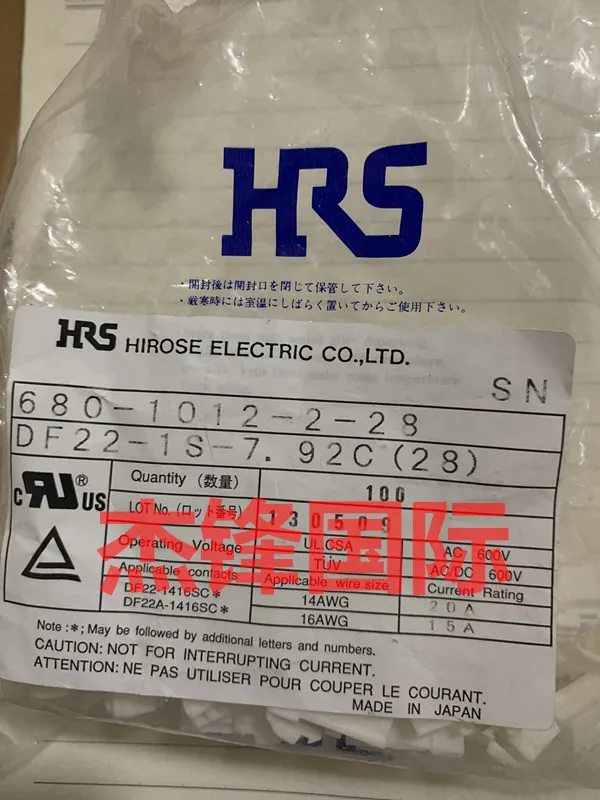 HRS
・開封後は開封口を閉じて保管して下さい。
・厳寒時には室温にしばらく置いてからご使用下さい。
HRS HIROSE ELECTRIC CO.,LTD.
SN
680-1012-2-28
DF22-1S-7.92C(28)
Quantity (数量) 100
LOT No. (ロット番号) 130509
杰锋国际
Operating Voltage UL.CSA AC 600V
TÜV AC/DC 600V
Applicable contacts Applicable wire size Current Rating
DF22-1416SC* 14AWG 20A
DF22A-1416SC* 16AWG 15A
c RU ® US
Note :*; May be followed by additional letters and numbers.
CAUTION: NOT FOR INTERRUPTING CURRENT.
ATTENTION: NE PAS UTILISER POUR COUPER LE COURANT.
MADE IN JAPAN